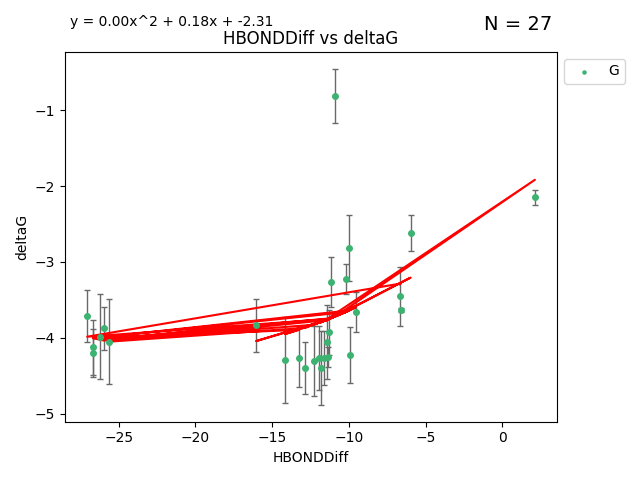 y = 0.00x^2 + 0.18x + -2.31
N = 27
HBONDDiff vs deltaG
G
deltaG
−1
−2
−3
−4
−5
−25
−20
−15
−10
−5
0
HBONDDiff